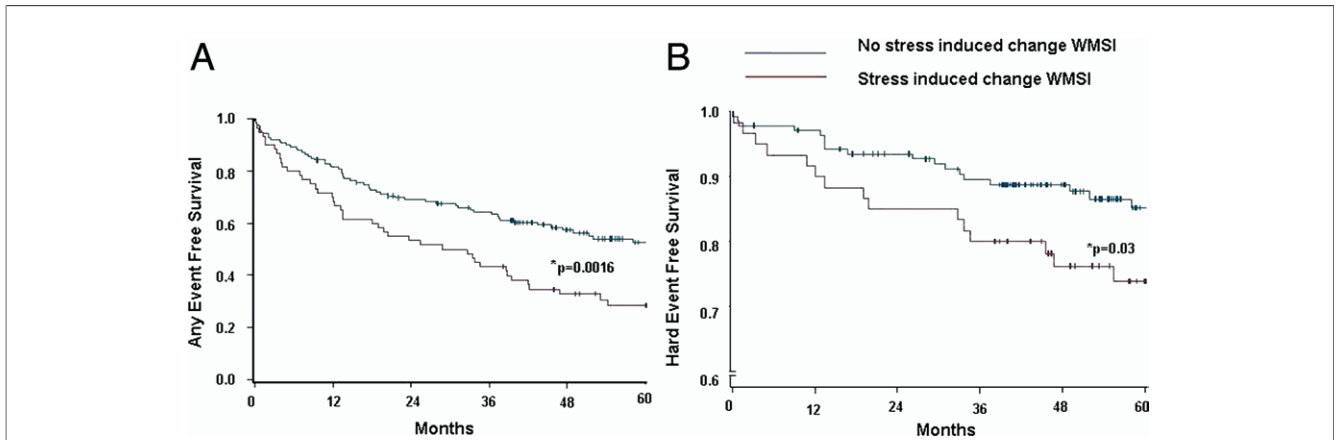 A
B
No stress induced change WMSI
Stress induced change WMSI
Any Event Free Survival
1.0
0.8
0.6
0.4
0.2
0.0
*p=0.0016
0 12 24 36 48 60
Months
Hard Event Free Survival
1.0
0.9
0.8
0.7
0.6
*p=0.03
0 12 24 36 48 60
Months